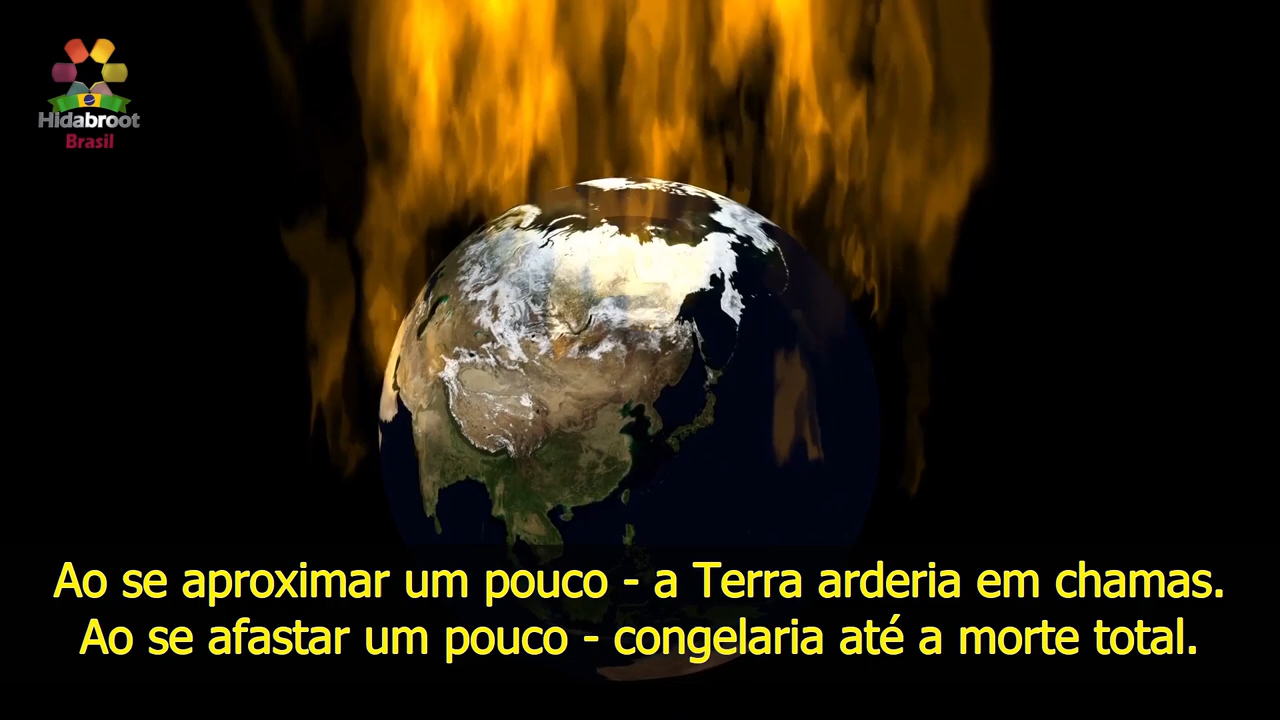 Hidabroot
Brasil
Ao se aproximar um pouco - a Terra arderia em chamas.
Ao se afastar um pouco - congelaria até a morte total.